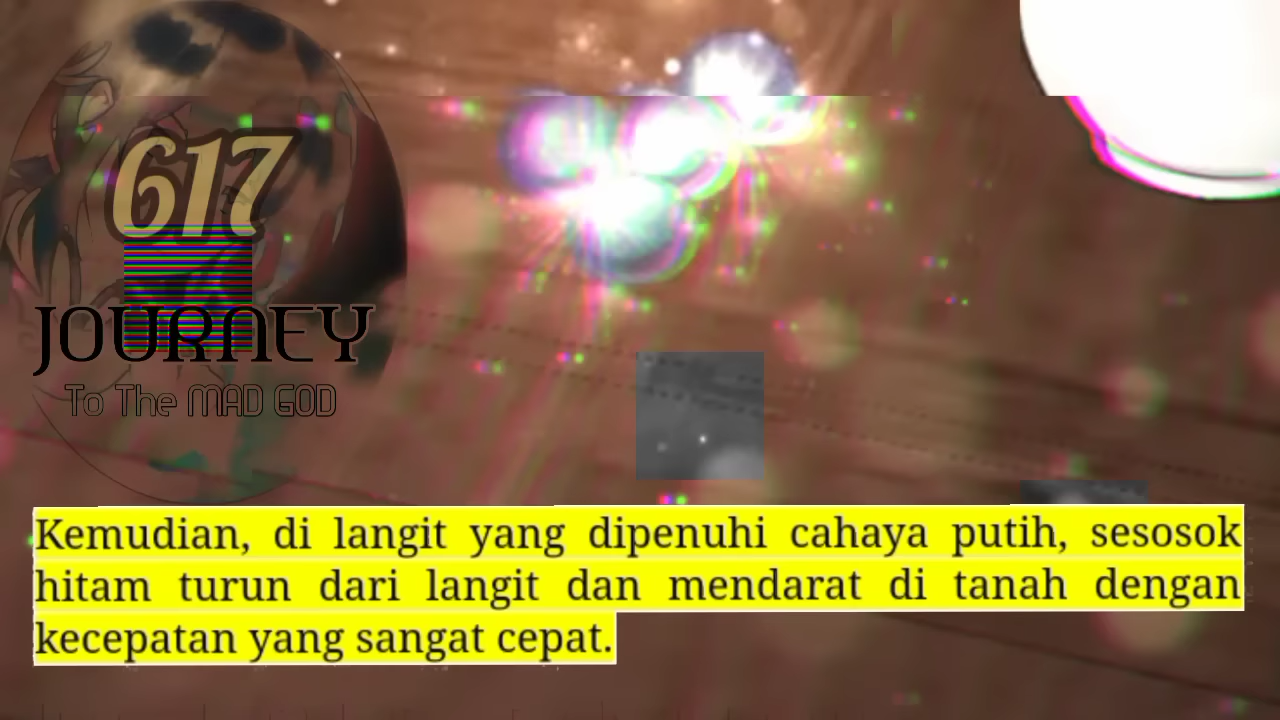 617
JOURNEY
To The MAD GOD
Kemudian, di langit yang dipenuhi cahaya putih, sesosok
hitam turun dari langit dan mendarat di tanah dengan
kecepatan yang sangat cepat.